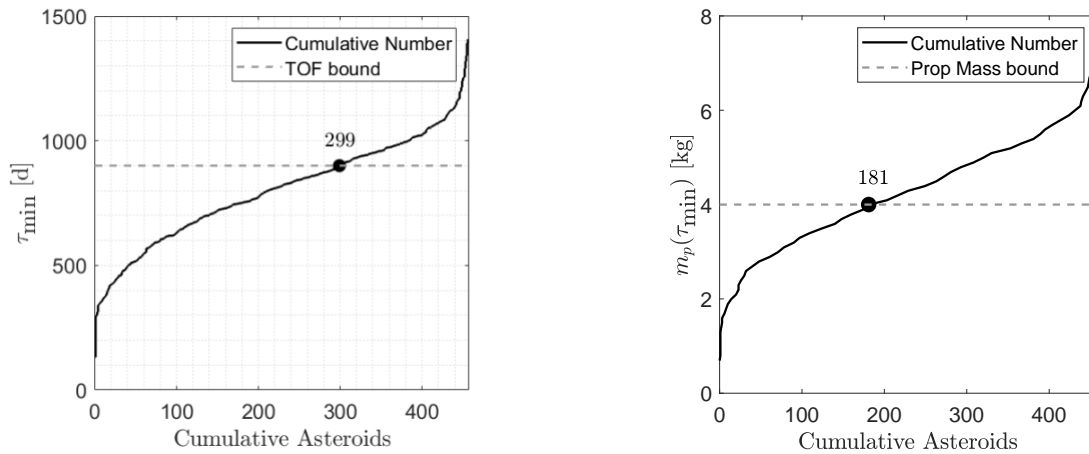 1500
1000
500
0
τmin [d]
Cumulative Number
TOF bound
299
0 100 200 300 400
Cumulative Asteroids
8
6
4
2
0
mp(τmin) [kg]
Cumulative Number
Prop Mass bound
181
0 100 200 300 400
Cumulative Asteroids